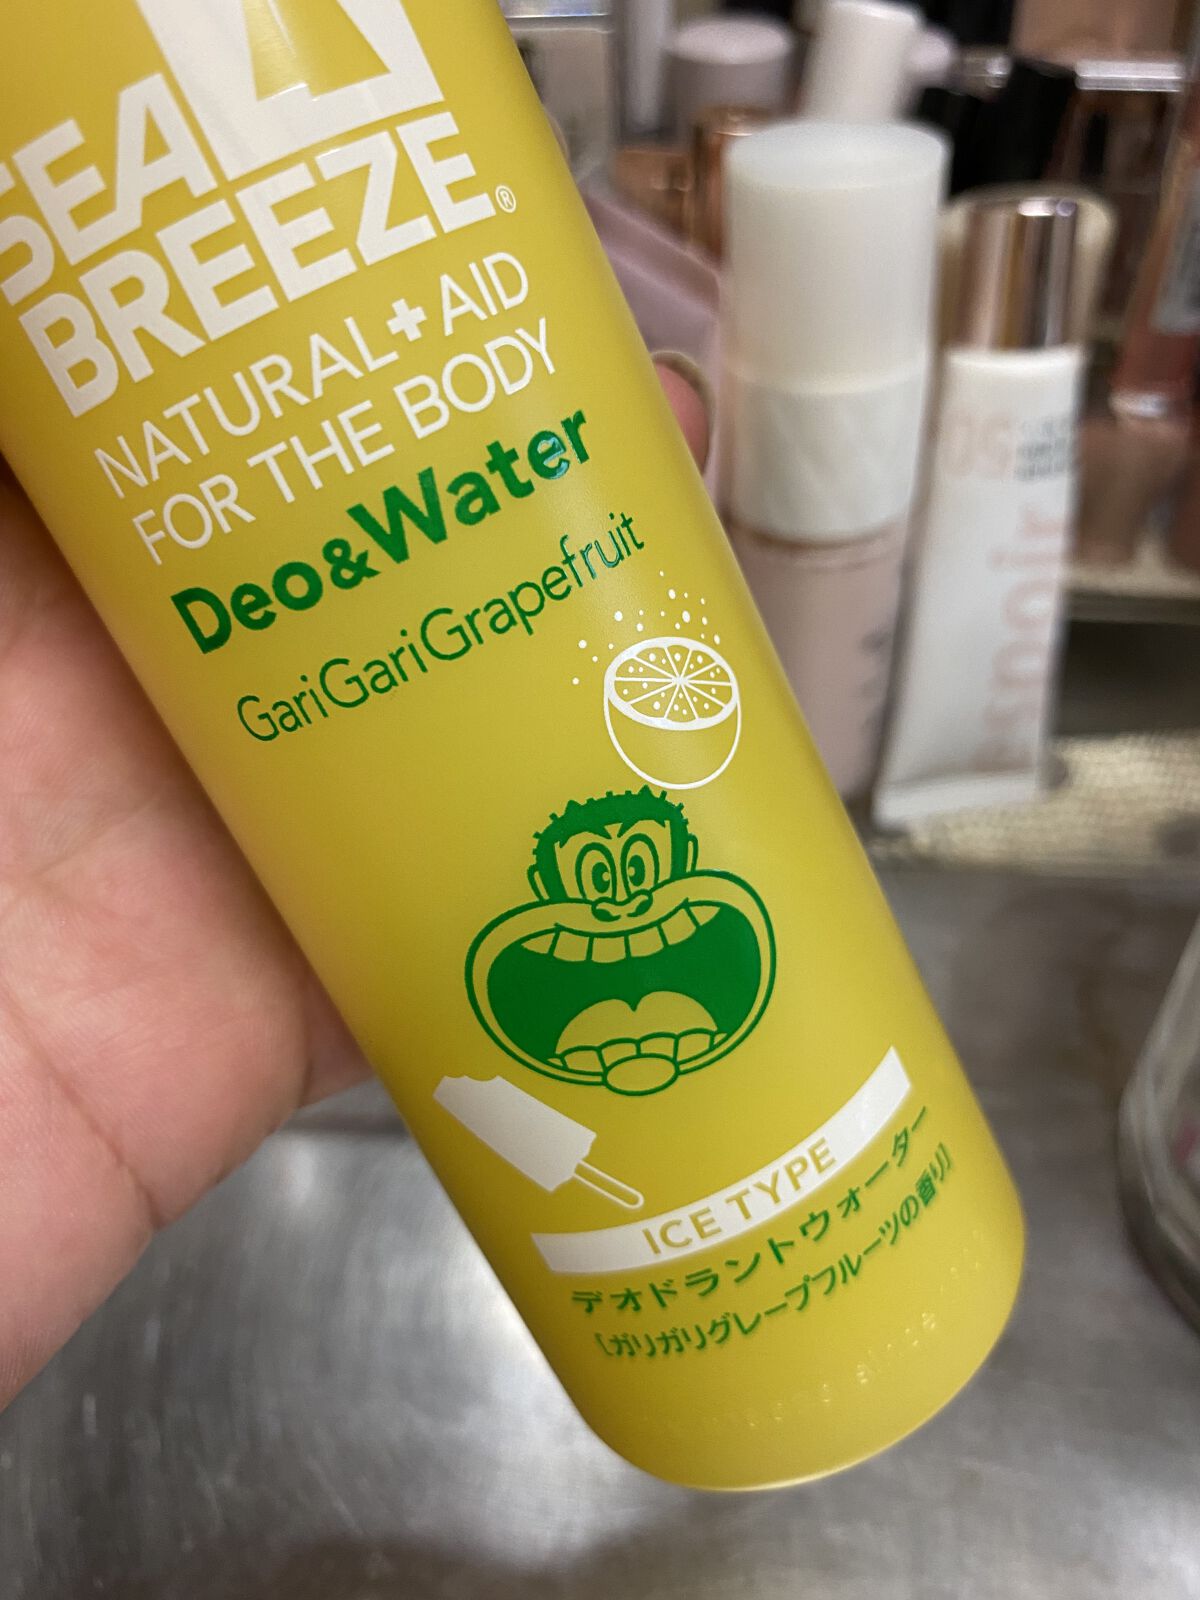 SEA
BREEZE®
NATURAL+AID
FOR THE BODY
Deo&Water
GariGariGrapefruit
ICE TYPE
デオドラントウォーター
[ガリガリグレープフルーツの香り]
espoir